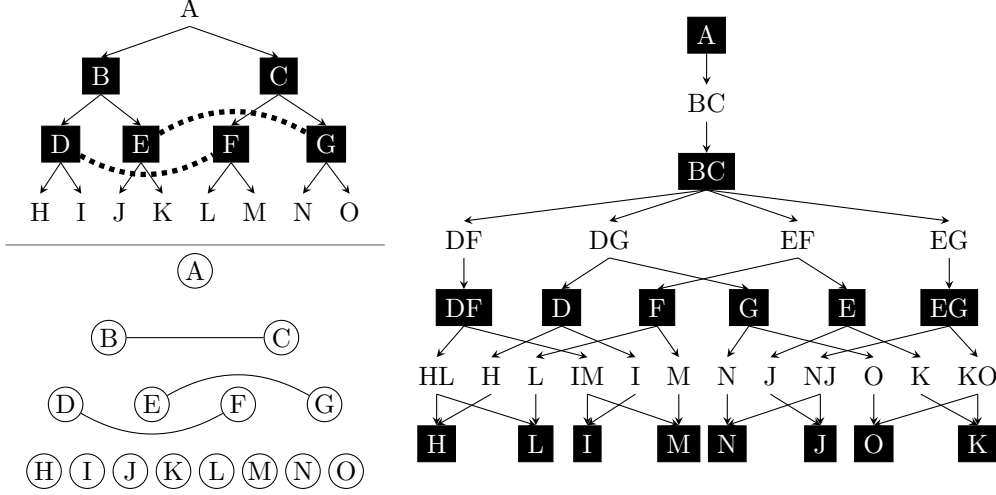 A
B C
D E F G
H I J K L M N O
A
B C
D E F G
H I J K L M N O
A
BC
BC
DF DG EF EG
DF D F G E EG
HL H L IM I M N J NJ O K KO
H L I M N J O K